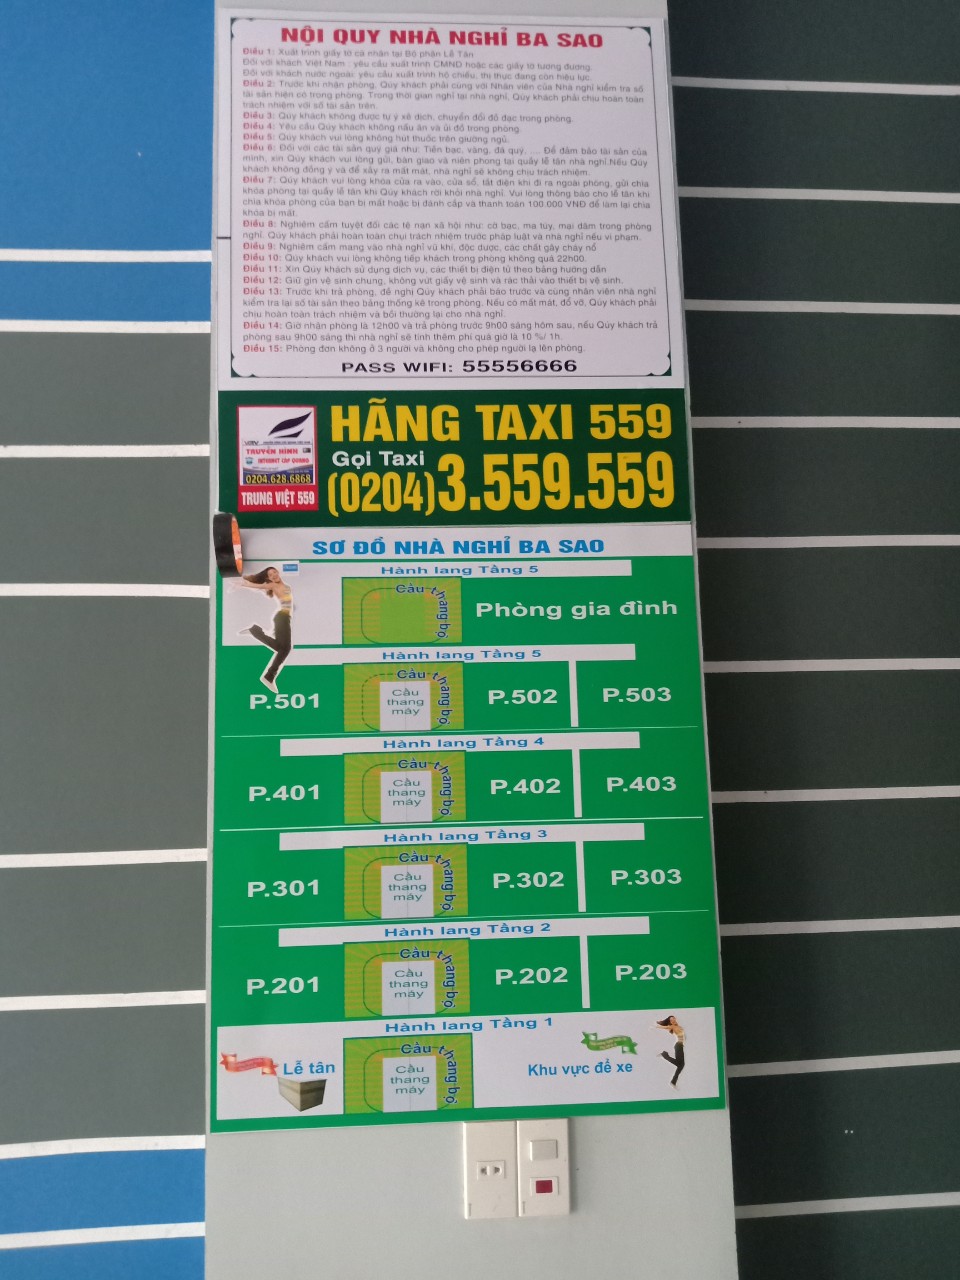 NỘI QUY NHÀ NGHỈ BA SAO
Điều 1: Xuất trình giấy tờ cá nhân tại Bộ phận Lễ Tân
Đối với khách Việt Nam : yêu cầu xuất trình CMND hoặc các giấy tờ tương đương.
Đối với khách nước ngoài: yêu cầu xuất trình hộ chiếu, thị thực đang còn hiệu lực.
Điều 2: Trước khi nhận phòng, Quý khách phải cùng với Nhân viên của Nhà nghỉ kiểm tra số
tài sản hiện có trong phòng. Trong thời gian nghỉ tại nhà nghỉ, Quý khách phải chịu hoàn toàn
trách nhiệm với số tài sản trên.
Điều 3: Qúy khách không được tự ý xê dịch, chuyển đổi đồ đạc trong phòng.
Điều 4: Yêu cầu Qúy khách không nấu ăn và ủi đồ trong phòng.
Điều 5: Quý khách vui lòng không hút thuốc trên giường ngủ.
Điều 6: Đối với các tài sản quý giá như: Tiền bạc, vàng, đá quý, .... Để đảm bảo tài sản của
mình, xin Quý khách vui lòng gửi, bàn giao và niên phong tại quầy lễ tân nhà nghỉ.Nếu Qúy
khách không đồng ý và để xảy ra mất mát, nhà nghỉ sẽ không chịu trách nhiệm.
Điều 7: Qúy khách vui lòng khóa cửa ra vào, cửa sổ, tắt điện khi đi ra ngoài phòng, gửi chìa
khóa phòng tại quầy lễ tân khi Qúy khách rời khỏi nhà nghỉ. Vui lòng thông báo cho lễ tân khi
chìa khóa phòng của bạn bị mất hoặc bị đánh cắp và thanh toán 100.000 VNĐ để làm lại chìa
khóa bị mất.
Điều 8: Nghiêm cấm tuyệt đối các tệ nạn xã hội như: cờ bạc, ma túy, mại dâm trong phòng
nghỉ. Qúy khách phải hoàn toàn chịu trách nhiệm trước pháp luật và nhà nghỉ nếu vi phạm.
Điều 9: Nghiêm cấm mang vào nhà nghỉ vũ khí, độc dược, các chất gây cháy nổ
Điều 10: Qúy khách vui lòng không tiếp khách trong phòng không quá 22h00.
Điều 11: Xin Qúy khách sử dụng dịch vụ, các thiết bị điện tử theo bảng hướng dẫn
Điều 12: Giữ gìn vệ sinh chung, không vứt giấy vệ sinh và rác thải vào thiết bị vệ sinh.
Điều 13: Trước khi trả phòng, đề nghị Qúy khách phải báo trước và cùng nhân viên nhà nghỉ
kiểm tra lại số tài sản theo bảng thống kê trong phòng. Nếu có mất mát, đổ vỡ, Qúy khách phải
chịu hoàn toàn trách nhiệm và bồi thường lại cho nhà nghỉ.
Điều 14: Giờ nhận phòng là 12h00 và trả phòng trước 9h00 sáng hôm sau, nếu Qúy khách trả
phòng sau 9h00 sáng thì nhà nghỉ sẽ tính thêm phí quá giờ là 10 %/ 1h.
Điều 15: Phòng đơn không ở 3 người và không cho phép người lạ lên phòng.
PASS WIFI: 55556666
HÃNG TAXI 559
Gọi Taxi
(0204)3.559.559
TRUYỀN HÌNH
INTERNET CÁP QUANG
0204.628.6868
TRUNG VIỆT 559
SƠ ĐỒ NHÀ NGHỈ BA SAO
Hành lang Tầng 5
Cầu thang bộ
Phòng gia đình
Hành lang Tầng 5
P.501
Cầu thang bộ
Cầu
thang
máy
P.502
P.503
Hành lang Tầng 4
P.401
Cầu thang bộ
Cầu
thang
máy
P.402
P.403
Hành lang Tầng 3
P.301
Cầu thang bộ
Cầu
thang
máy
P.302
P.303
Hành lang Tầng 2
P.201
Cầu thang bộ
Cầu
thang
máy
P.202
P.203
Hành lang Tầng 1
Lễ tân
Cầu thang bộ
Cầu
thang
máy
Khu vực để xe